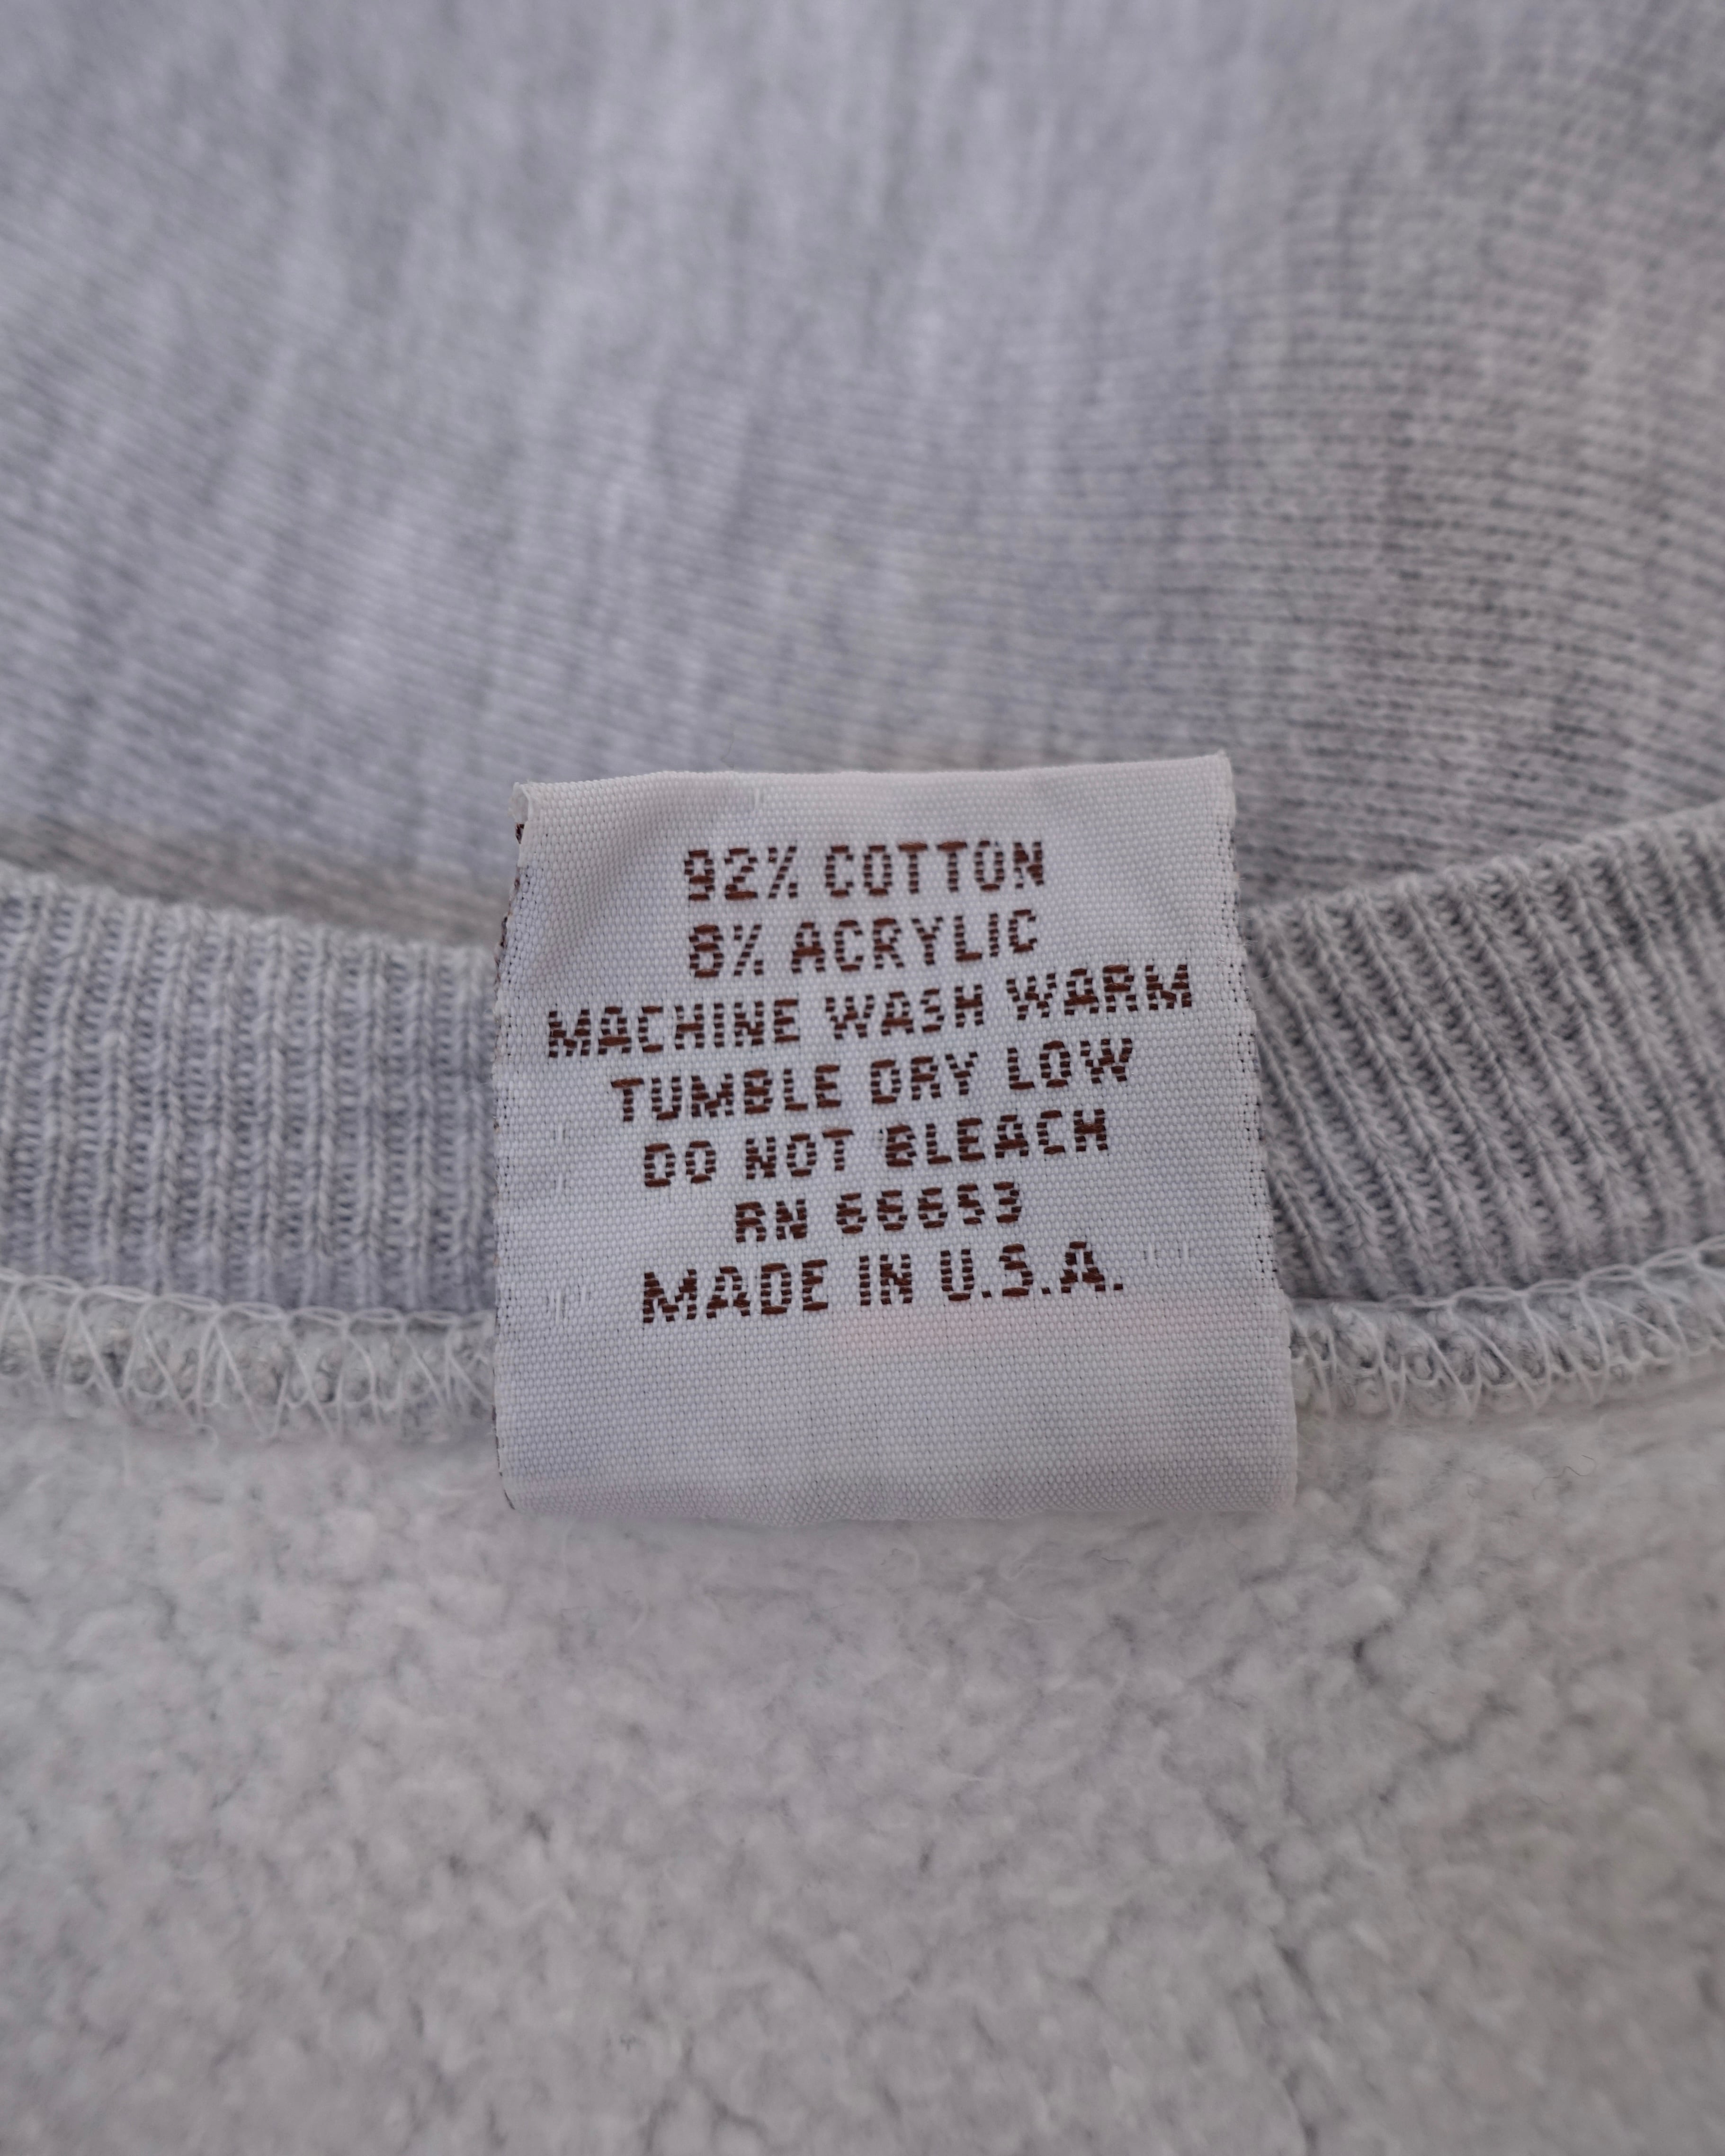 92% COTTON
8% ACRYLIC
MACHINE WASH WARM
TUMBLE DRY LOW
DO NOT BLEACH
RN 66653
MADE IN U.S.A.